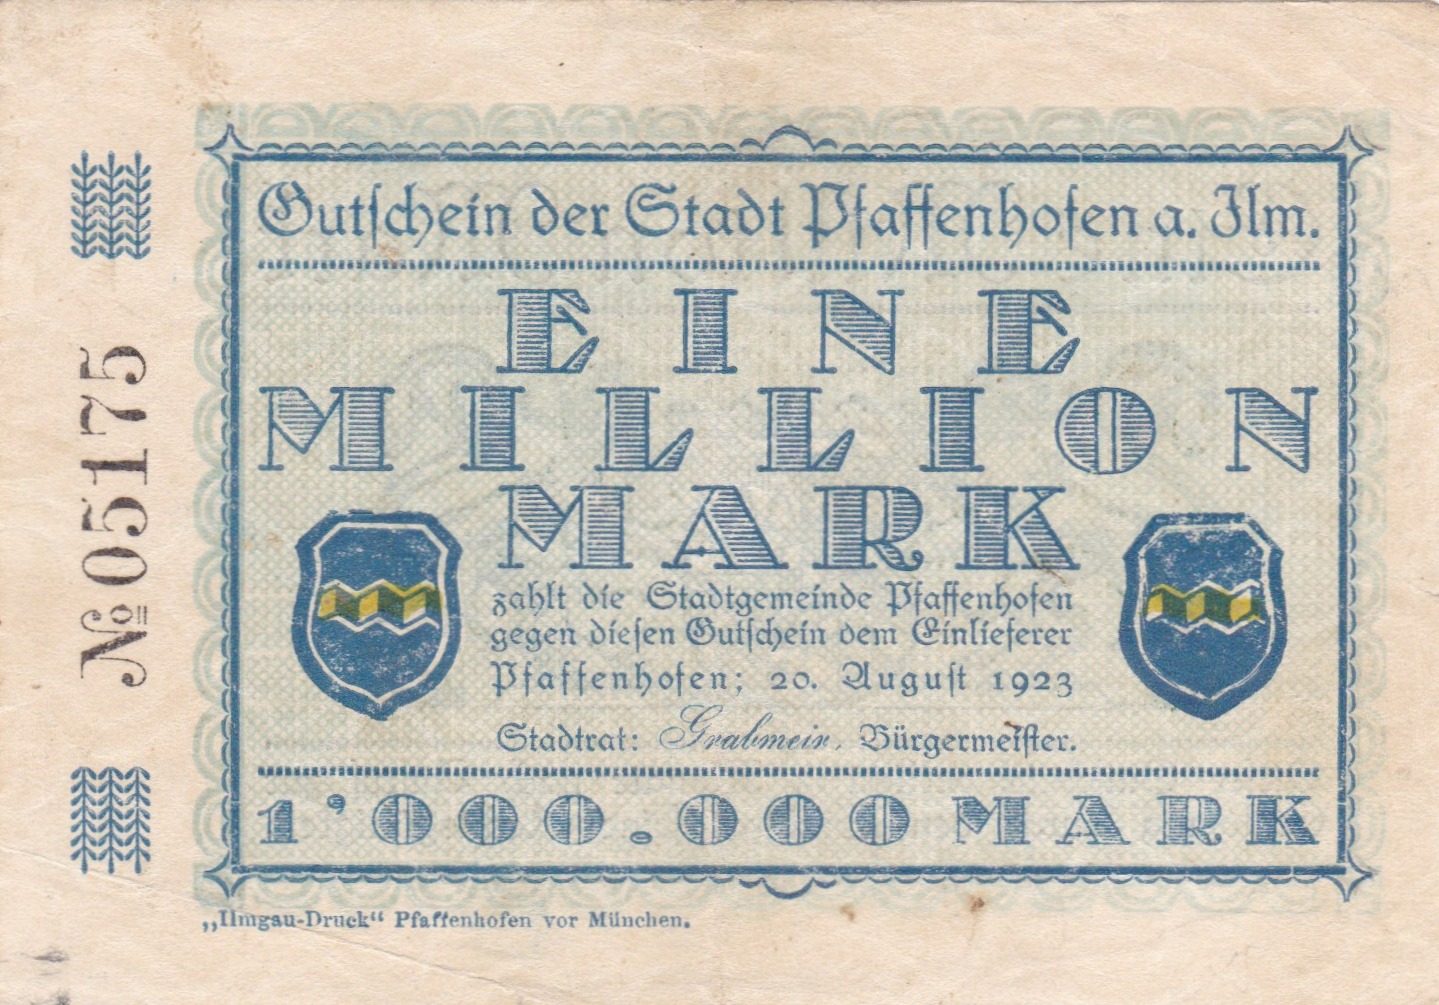 Gutschein der Stadt Pfaffenhofen a. Ilm.
EINE
MILLION
MARK
zahlt die Stadtgemeinde Pfaffenhofen
gegen diesen Gutschein dem Einlieferer
Pfaffenhofen; 20. August 1923
Stadtrat: Grabmeir, Bürgermeister.
1'000.000 MARK
„Ilmgau-Druck“ Pfaffenhofen vor München.
№ 05175